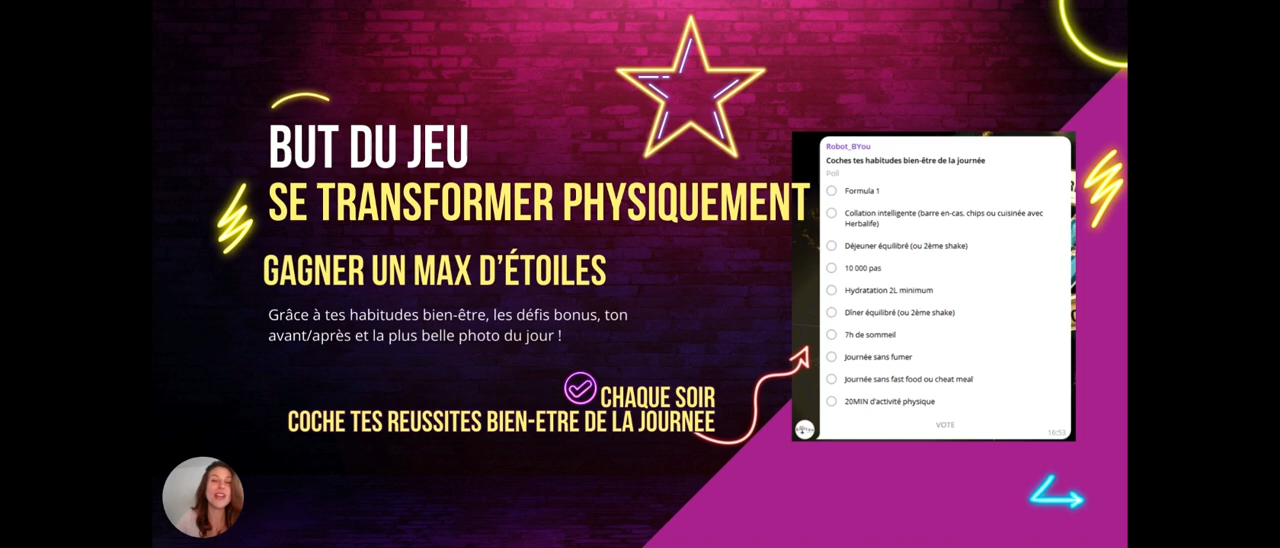 BUT DU JEU
SE TRANSFORMER PHYSIQUEMENT
GAGNER UN MAX D'ÉTOILES
Grâce à tes habitudes bien-être, les défis bonus, ton
avant/après et la plus belle photo du jour !
CHAQUE SOIR
COCHE TES REUSSITES BIEN-ETRE DE LA JOURNEE
Robot_BYou
Coches tes habitudes bien-être de la journée
Poll
Formula 1
Collation intelligente (barre en-cas, chips ou cuisinée avec
Herbalife)
Déjeuner équilibré (ou 2ème shake)
10 000 pas
Hydratation 2L minimum
Dîner équilibré (ou 2ème shake)
7h de sommeil
Journée sans fumer
Journée sans fast food ou cheat meal
20MIN d'activité physique
VOTE
16:53